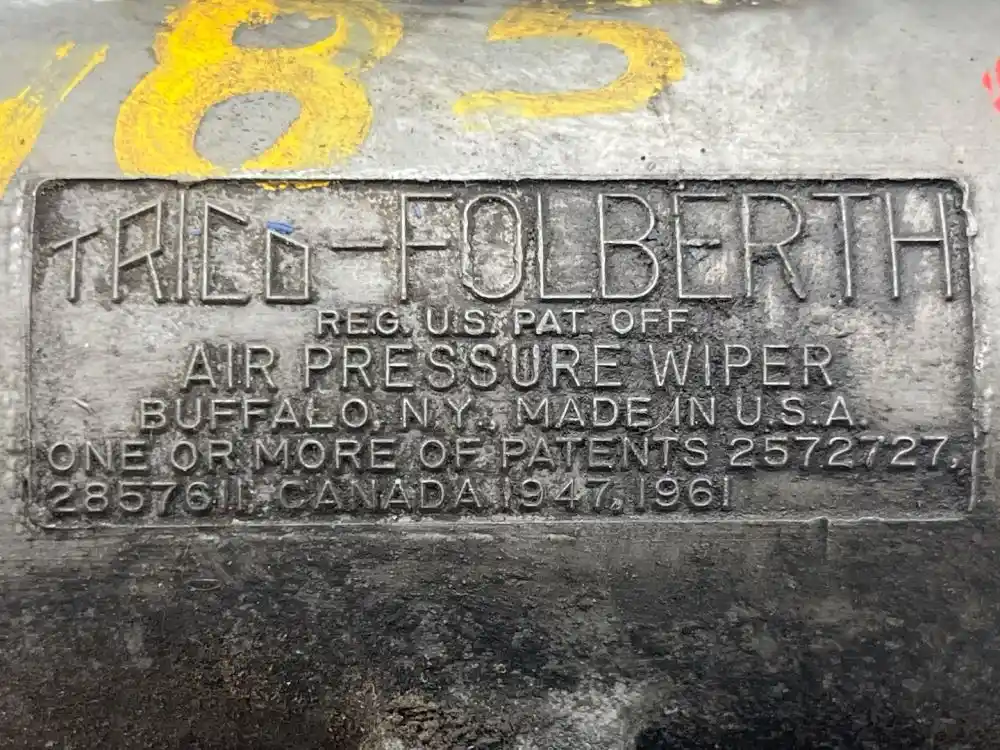 185
TRICO-FOLBERTH
REG. U.S. PAT. OFF.
AIR PRESSURE WIPER
BUFFALO, N.Y., MADE IN U.S.A.
ONE OR MORE OF PATENTS 2572727,
2857611, CANADA 1947, 1961